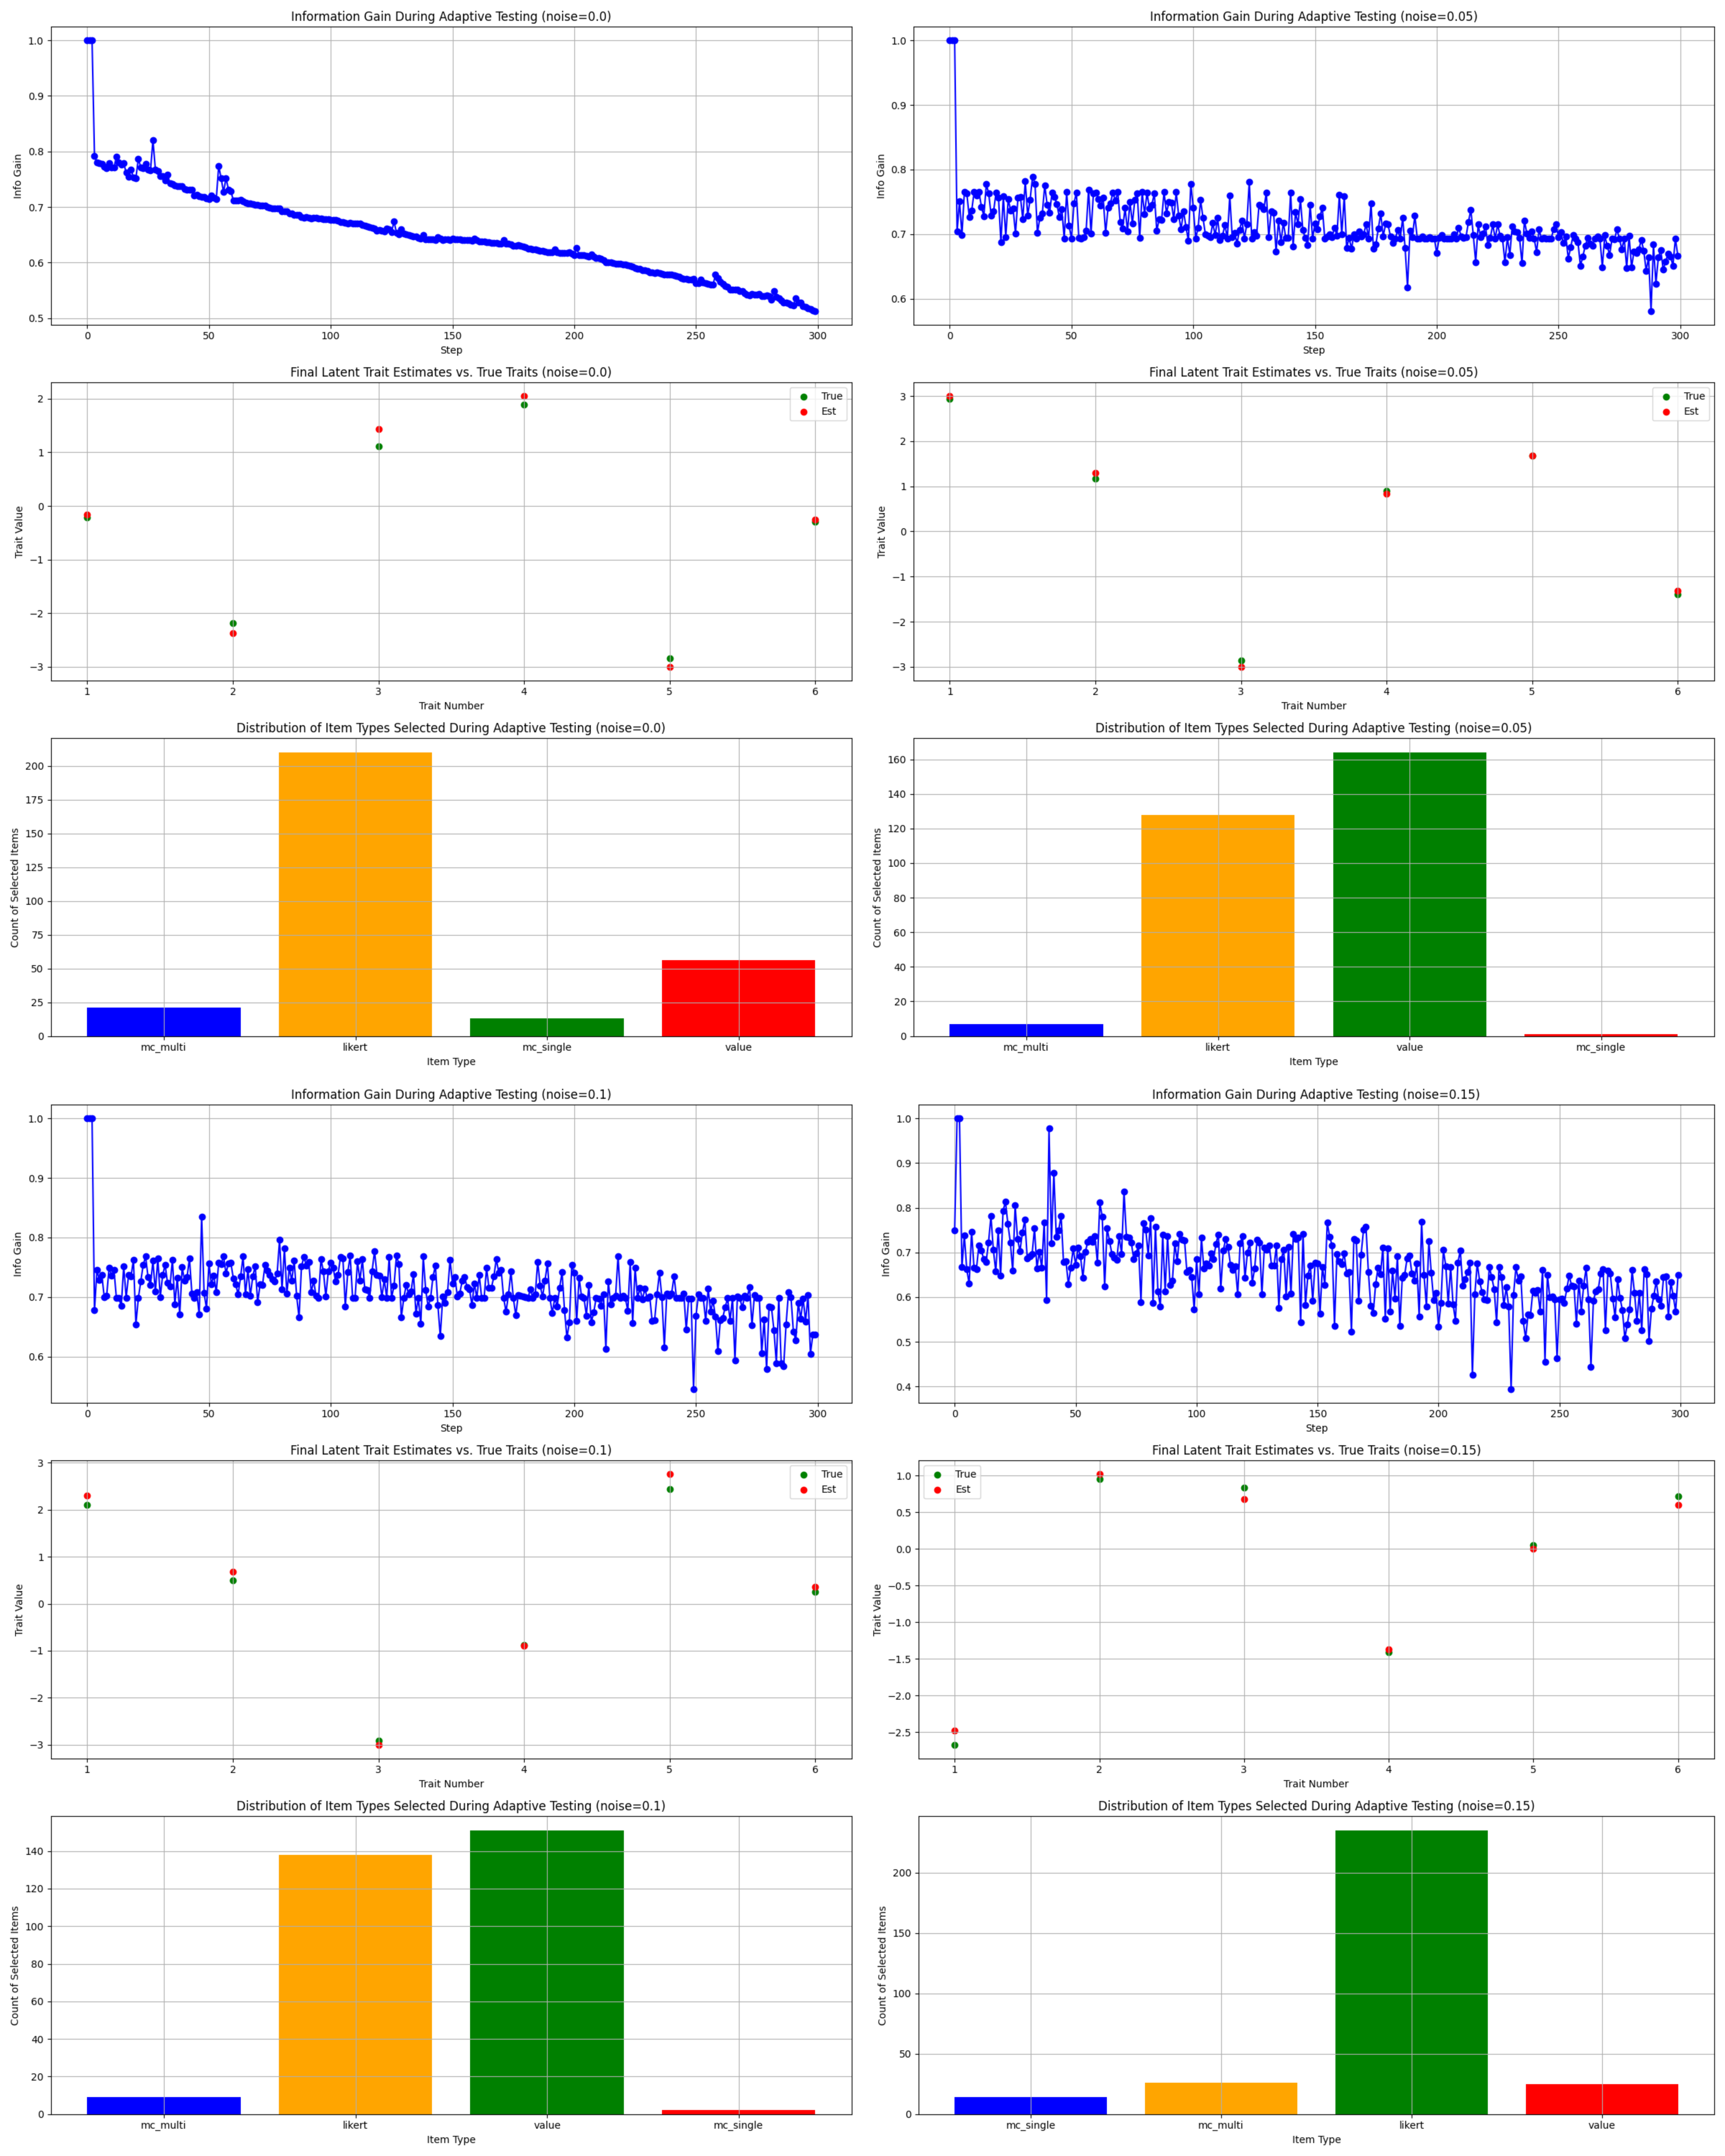 Information Gain During Adaptive Testing (noise=0.0)
Info Gain
1.0
0.9
0.8
0.7
0.6
0.5
0 50 100 150 200 250 300
Step
Information Gain During Adaptive Testing (noise=0.05)
Info Gain
1.0
0.9
0.8
0.7
0.6
0 50 100 150 200 250 300
Step
Final Latent Trait Estimates vs. True Traits (noise=0.0)
True
Est
Trait Value
2
1
0
−1
−2
−3
1 2 3 4 5 6
Trait Number
Final Latent Trait Estimates vs. True Traits (noise=0.05)
True
Est
Trait Value
3
2
1
0
−1
−2
−3
1 2 3 4 5 6
Trait Number
Distribution of Item Types Selected During Adaptive Testing (noise=0.0)
Count of Selected Items
200
175
150
125
100
75
50
25
0
mc_multi likert mc_single value
Item Type
Distribution of Item Types Selected During Adaptive Testing (noise=0.05)
Count of Selected Items
160
140
120
100
80
60
40
20
0
mc_multi likert value mc_single
Item Type
Information Gain During Adaptive Testing (noise=0.1)
Info Gain
1.0
0.9
0.8
0.7
0.6
0 50 100 150 200 250 300
Step
Information Gain During Adaptive Testing (noise=0.15)
Info Gain
1.0
0.9
0.8
0.7
0.6
0.5
0.4
0 50 100 150 200 250 300
Step
Final Latent Trait Estimates vs. True Traits (noise=0.1)
True
Est
Trait Value
3
2
1
0
−1
−2
−3
1 2 3 4 5 6
Trait Number
Final Latent Trait Estimates vs. True Traits (noise=0.15)
True
Est
Trait Value
1.0
0.5
0.0
−0.5
−1.0
−1.5
−2.0
−2.5
1 2 3 4 5 6
Trait Number
Distribution of Item Types Selected During Adaptive Testing (noise=0.1)
Count of Selected Items
140
120
100
80
60
40
20
0
mc_multi likert value mc_single
Item Type
Distribution of Item Types Selected During Adaptive Testing (noise=0.15)
Count of Selected Items
200
150
100
50
0
mc_single mc_multi likert value
Item Type